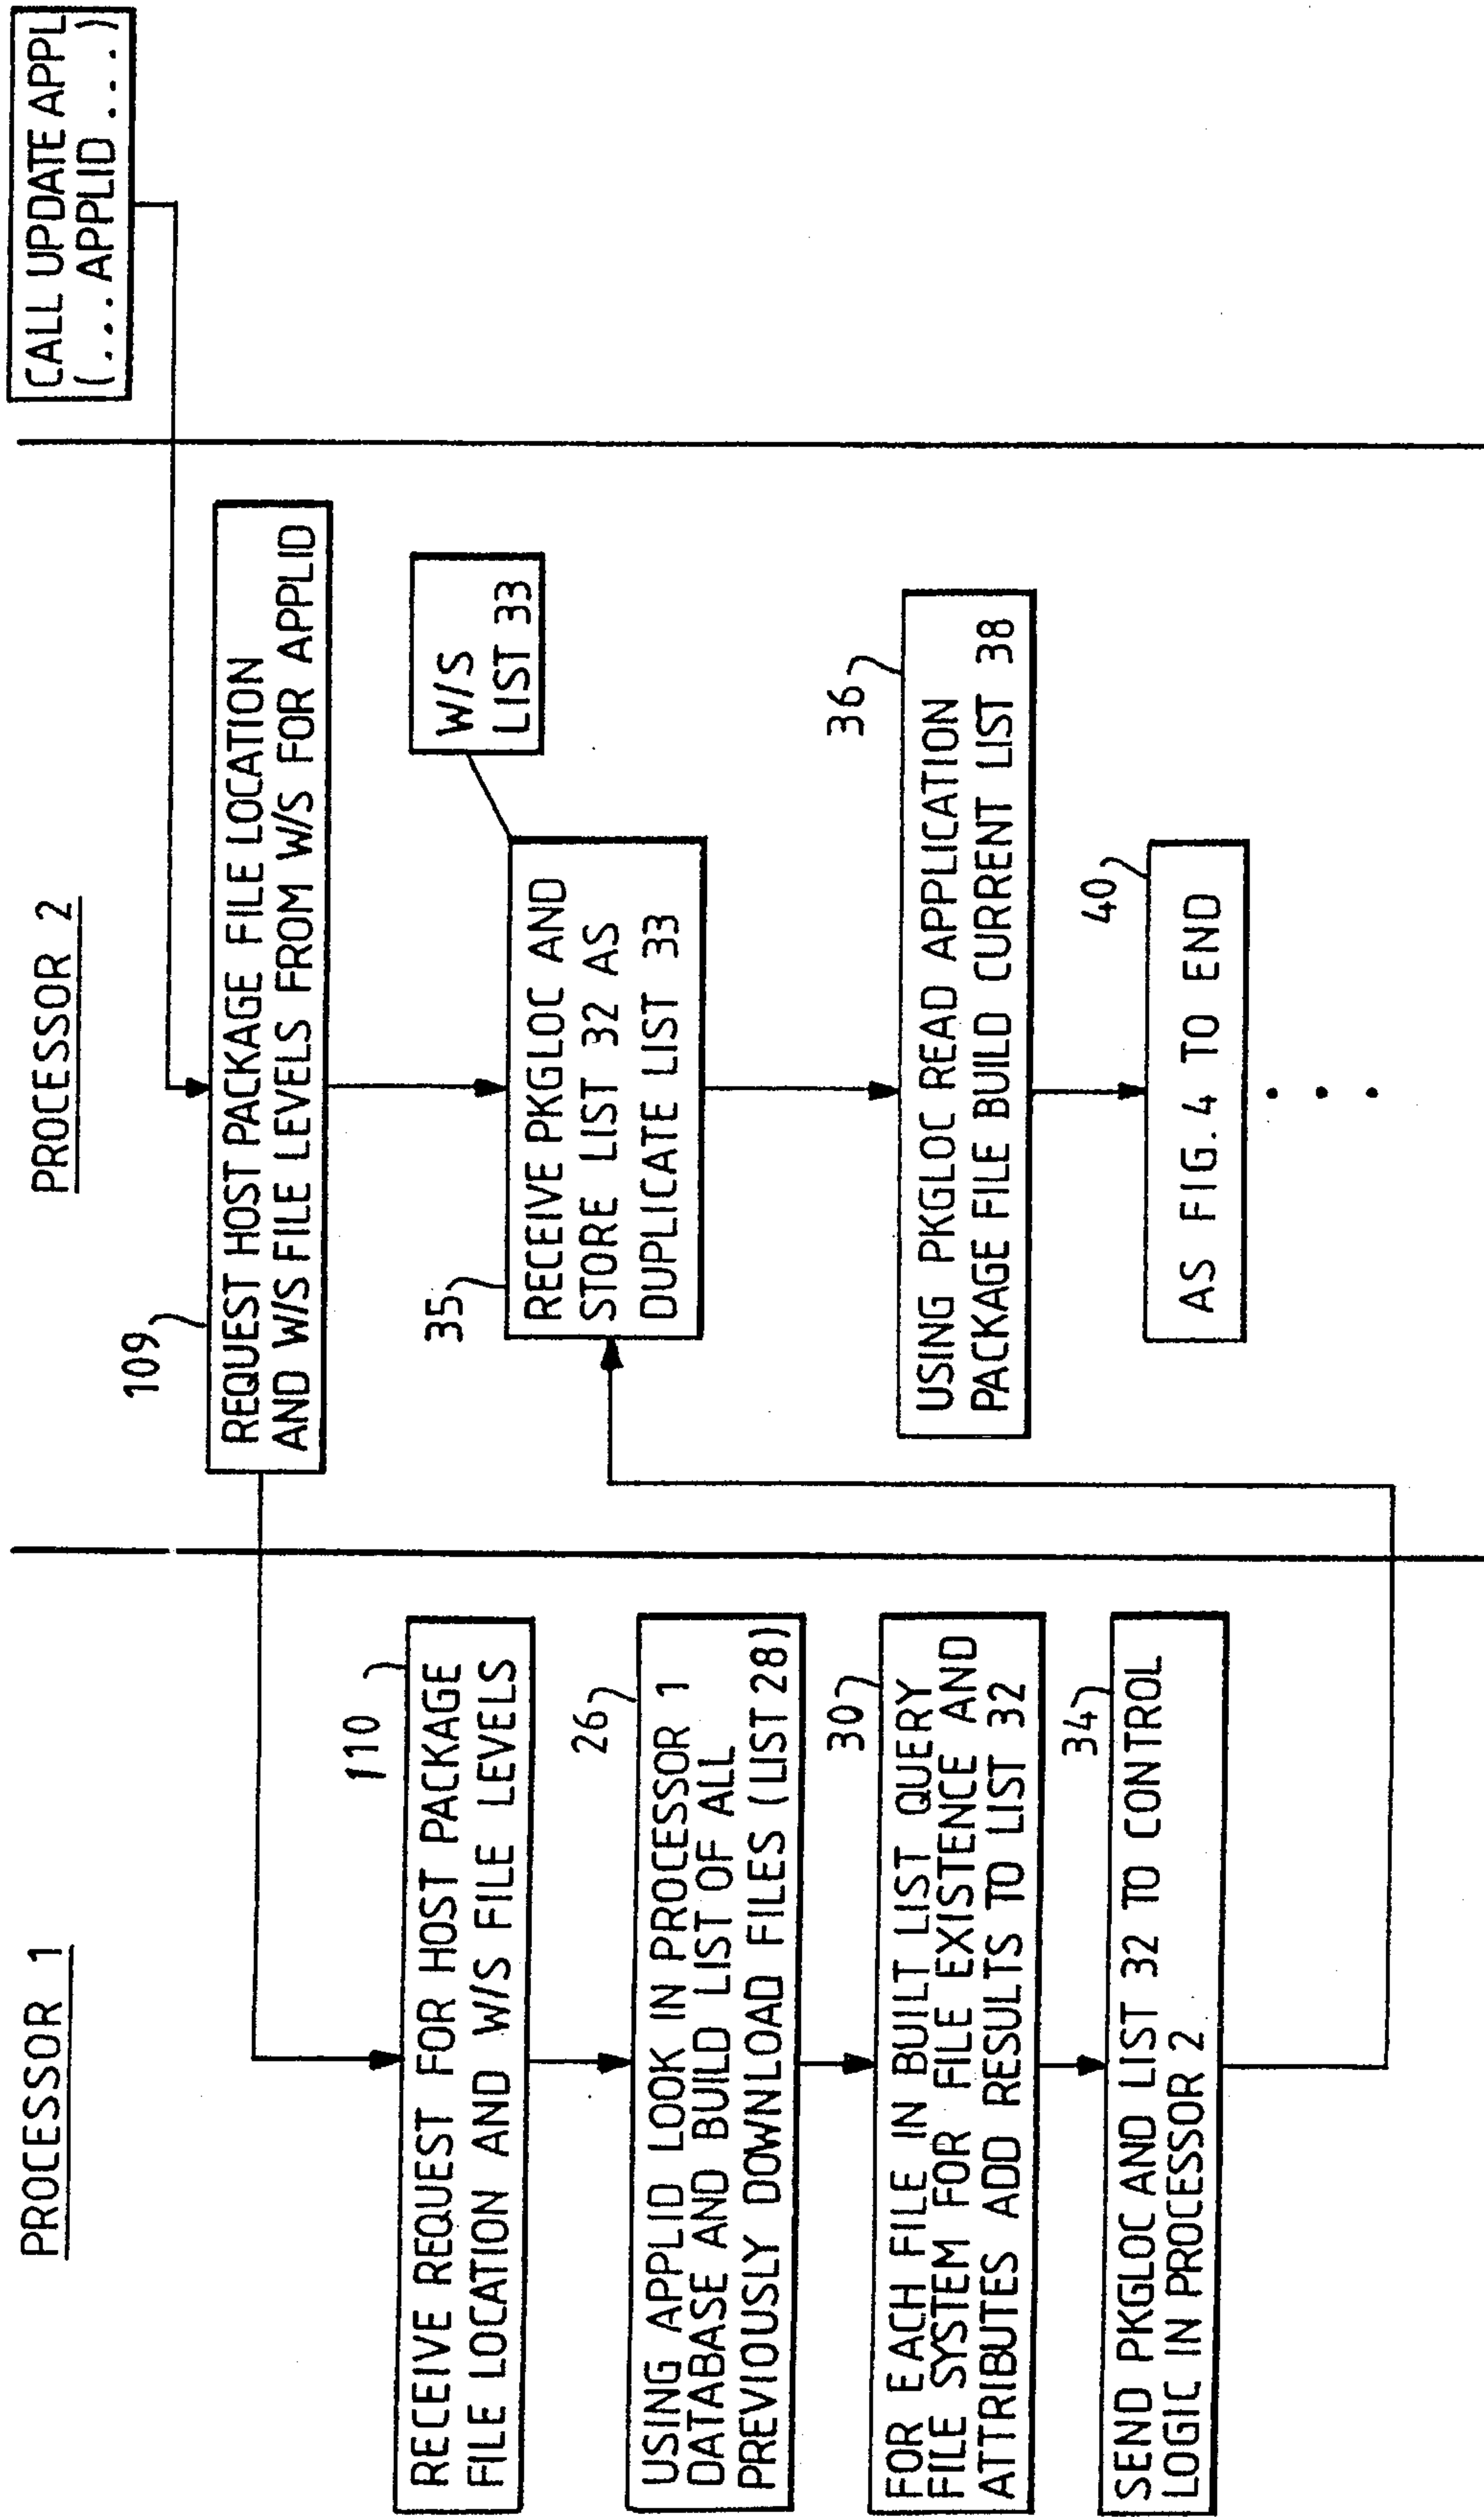 PROCESSOR 1
110
RECEIVE REQUEST FOR HOST PACKAGE
FILE LOCATION AND W/S FILE LEVELS
26
USING APPLID LOOK IN PROCESSOR 1
DATABASE AND BUILD LIST OF ALL
PREVIOUSLY DOWNLOAD FILES (LIST 28)
30
FOR EACH FILE IN BUILT LIST QUERY
FILE SYSTEM FOR FILE EXISTENCE AND
ATTRIBUTES ADD RESULTS TO LIST 32
34
SEND PKGLOC AND LIST 32 TO CONTROL
LOGIC IN PROCESSOR 2
PROCESSOR 2
109
REQUEST HOST PACKAGE FILE LOCATION
AND W/S FILE LEVELS FROM W/S FOR APPLID
W/S
LIST 33
35
RECEIVE PKGLOC AND
STORE LIST 32 AS
DUPLICATE LIST 33
36
USING PKGLOC READ APPLICATION
PACKAGE FILE BUILD CURRENT LIST 38
40
AS FIG. 4 TO END
CALL UPDATE APPL
(...APPLID...)